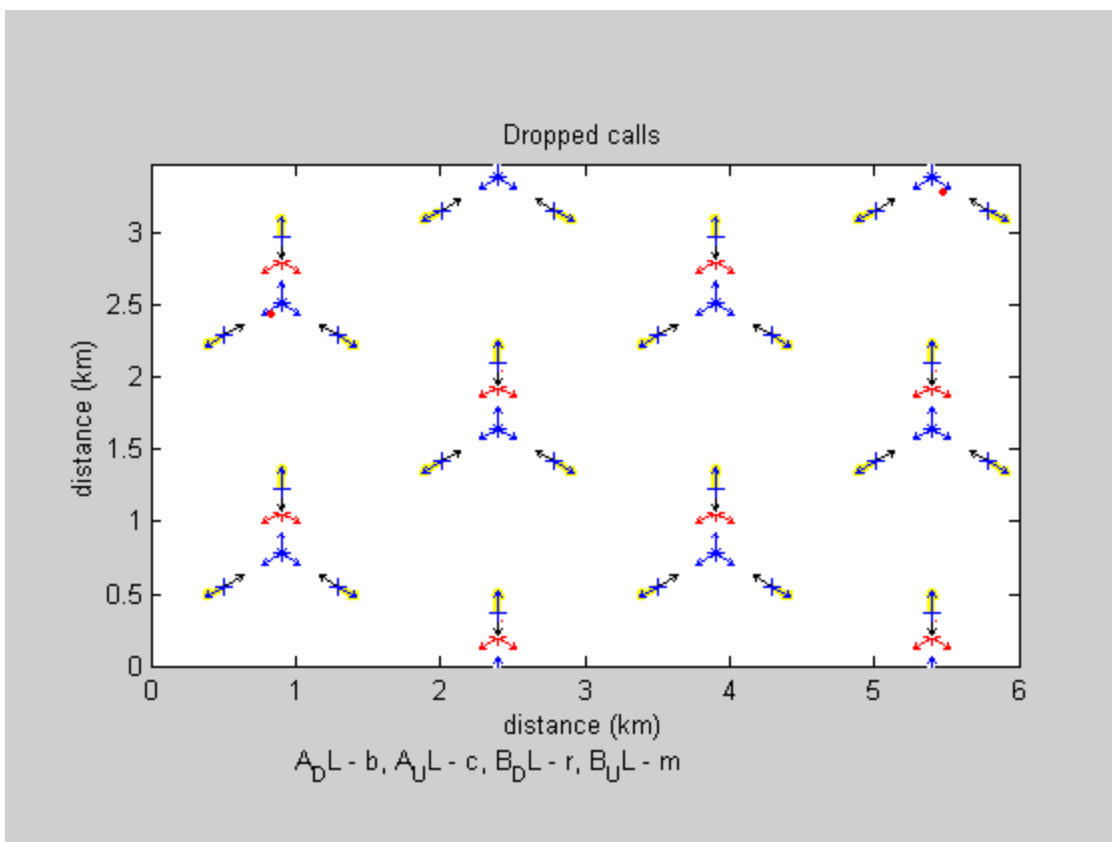 Dropped calls
3
2.5
2
1.5
1
0.5
0
distance (km)
0 1 2 3 4 5 6
distance (km)
A_DL - b, A_UL - c, B_DL - r, B_UL - m